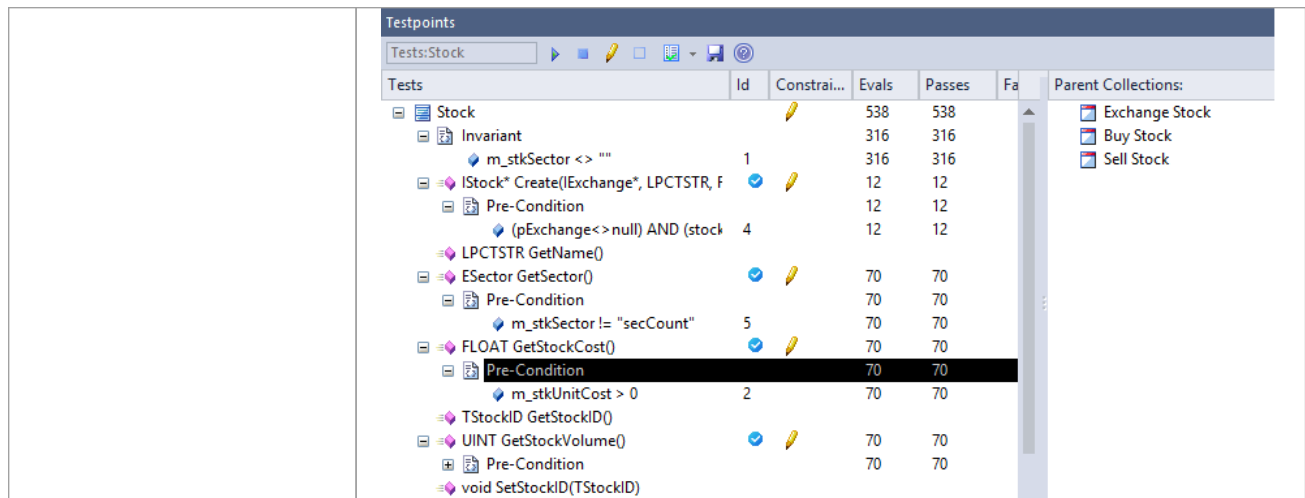 Testpoints
Tests:Stock
Tests Id Constrai... Evals Passes Fa Parent Collections:
Stock 538 538 Exchange Stock
Invariant 316 316 Buy Stock
m_stkSector <> "" 1 316 316 Sell Stock
IStock* Create(IExchange*, LPCTSTR, F 12 12
Pre-Condition 12 12
(pExchange<>null) AND (stock 4 12 12
LPCTSTR GetName()
ESector GetSector() 70 70
Pre-Condition 70 70
m_stkSector != "secCount" 5 70 70
FLOAT GetStockCost() 70 70
Pre-Condition 70 70
m_stkUnitCost > 0 2 70 70
TStockID GetStockID()
UINT GetStockVolume() 70 70
Pre-Condition 70 70
void SetStockID(TStockID)